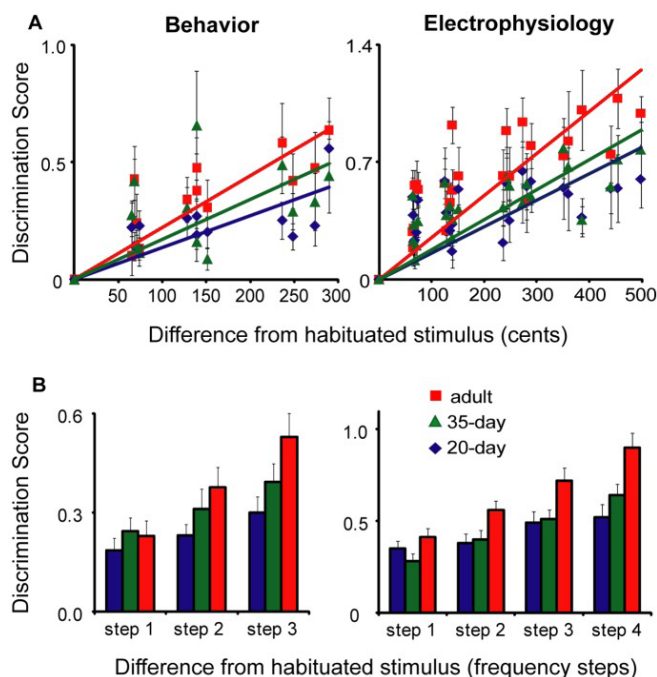 A
Behavior
Electrophysiology
Discrimination Score
1.0
0.5
0
0 50 100 150 200 250 300
1.4
0.7
0
0 100 200 300 400 500
Difference from habituated stimulus (cents)
B
Discrimination Score
0.6
0.3
0.0
step 1 step 2 step 3
adult
35-day
20-day
1.0
0.5
0.0
step 1 step 2 step 3 step 4
Difference from habituated stimulus (frequency steps)